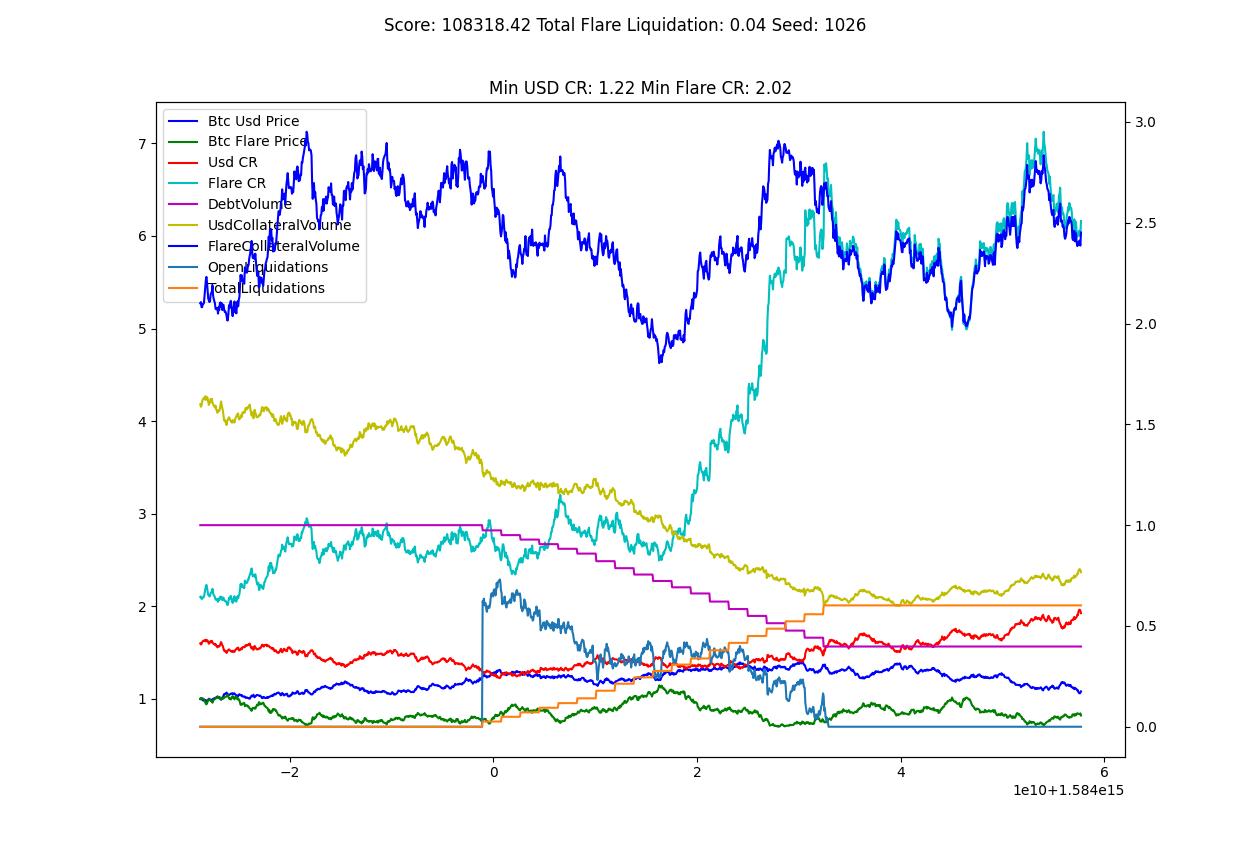 Score: 108318.42 Total Flare Liquidation: 0.04 Seed: 1026
Min USD CR: 1.22 Min Flare CR: 2.02
Btc Usd Price
Btc Flare Price
Usd CR
Flare CR
DebtVolume
UsdCollateralVolume
FlareCollateralVolume
OpenLiquidations
TotalLiquidations
7
6
5
4
3
2
1
3.0
2.5
2.0
1.5
1.0
0.5
0.0
−2 0 2 4 6
1e10+1.584e15